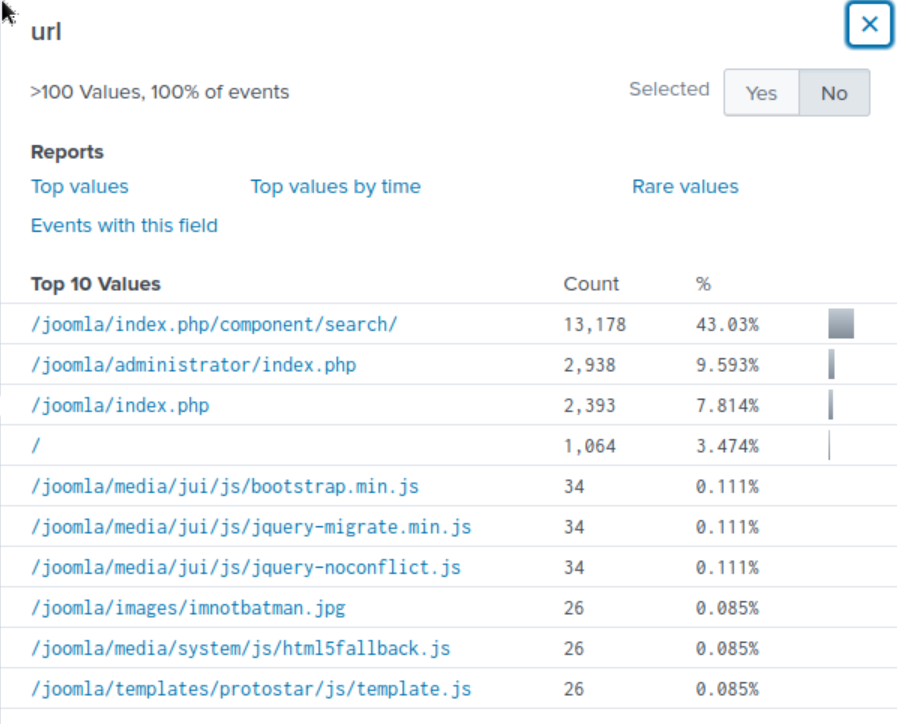 url
>100 Values, 100% of events
Selected Yes No
Reports
Top values Top values by time Rare values
Events with this field
Top 10 Values Count %
/joomla/index.php/component/search/ 13,178 43.03%
/joomla/administrator/index.php 2,938 9.593%
/joomla/index.php 2,393 7.814%
/ 1,064 3.474%
/joomla/media/jui/js/bootstrap.min.js 34 0.111%
/joomla/media/jui/js/jquery-migrate.min.js 34 0.111%
/joomla/media/jui/js/jquery-noconflict.js 34 0.111%
/joomla/images/imnotbatman.jpg 26 0.085%
/joomla/media/system/js/html5fallback.js 26 0.085%
/joomla/templates/protostar/js/template.js 26 0.085%